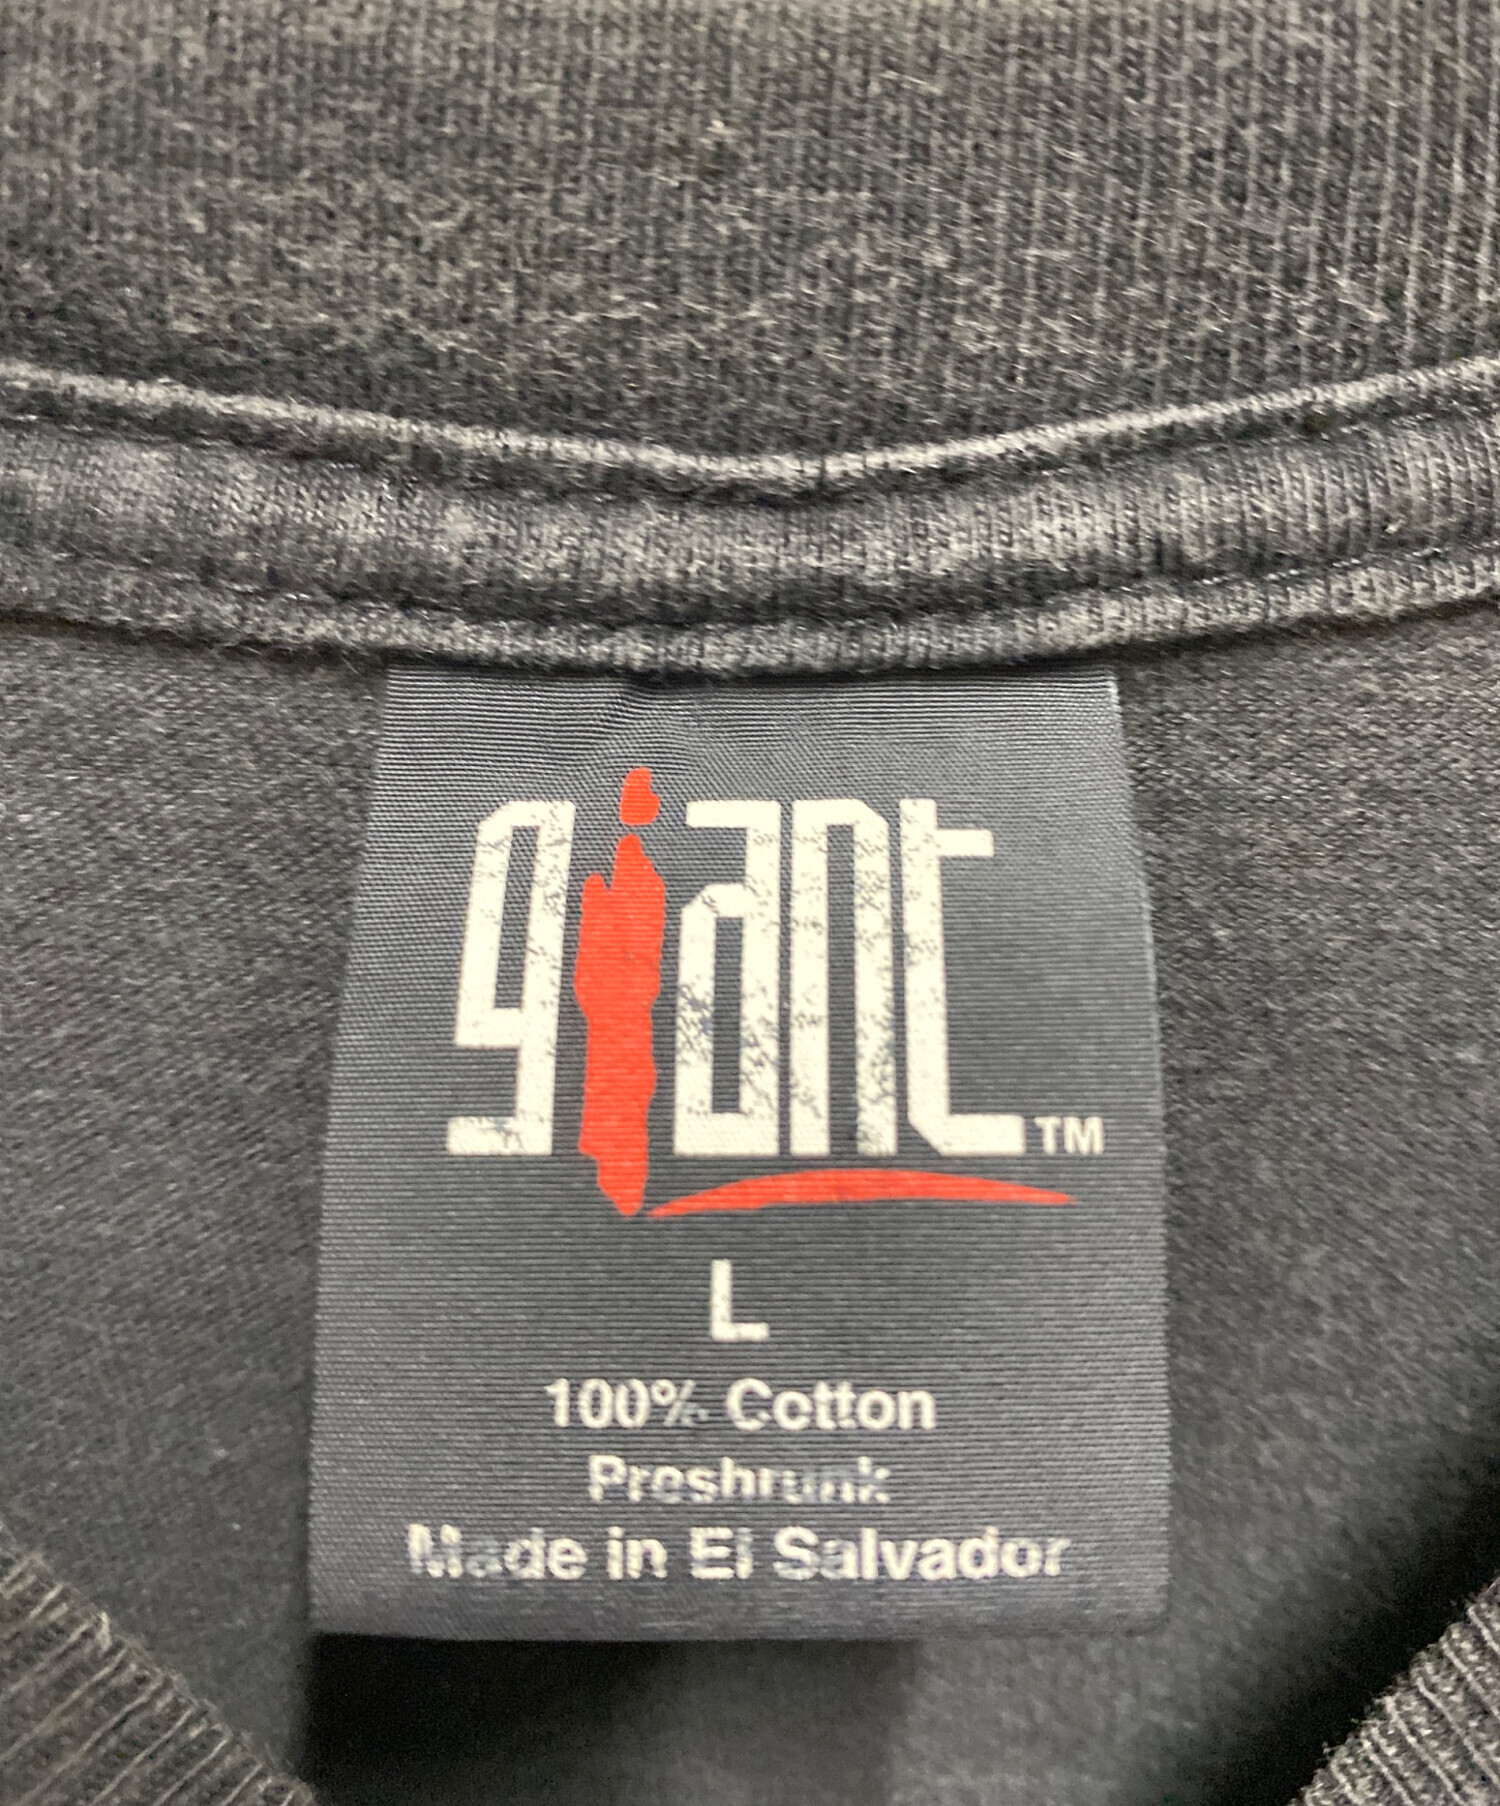 giant™
L
100% Cotton
Preshrunk
Made in El Salvador